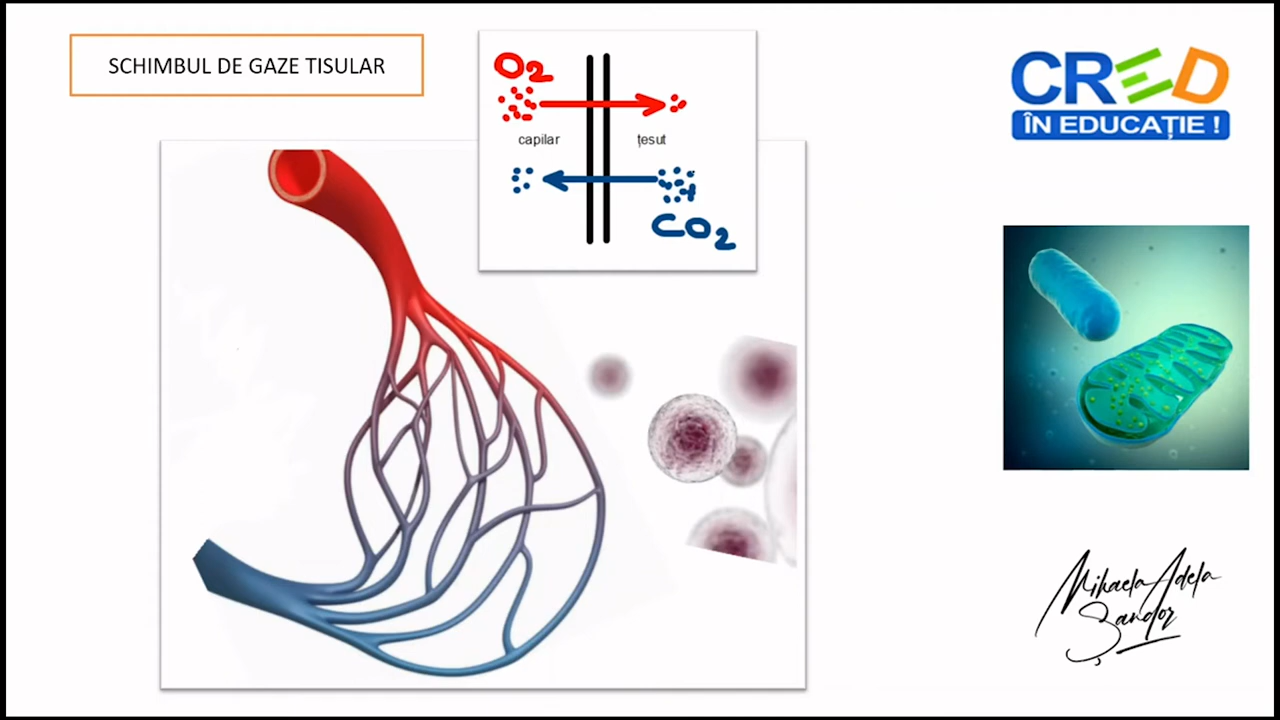 SCHIMBUL DE GAZE TISULAR
O2
capilar
țesut
CO2
CRED
ÎN EDUCAȚIE !
Mihaela Adela
Șandor